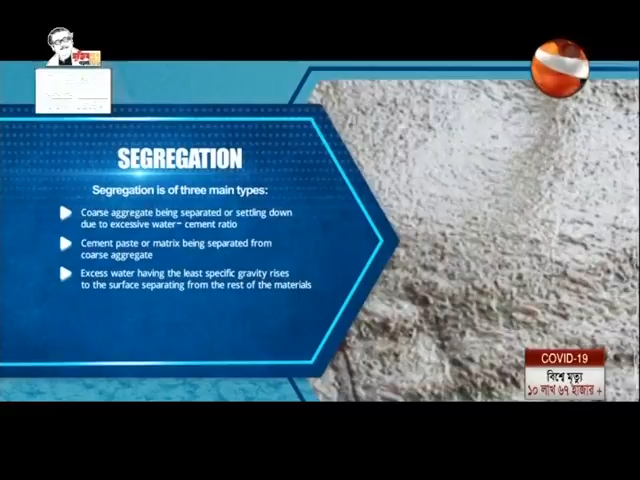 মুজিব
SEGREGATION
Segregation is of three main types:
Coarse aggregate being separated or settling down
due to excessive water- cement ratio
Cement paste or matrix being separated from
coarse aggregate
Excess water having the least specific gravity rises
to the surface separating from the rest of the materials
COVID-19
বিশ্বে মৃত্যু
১০ লাখ ৬৭ হাজার +